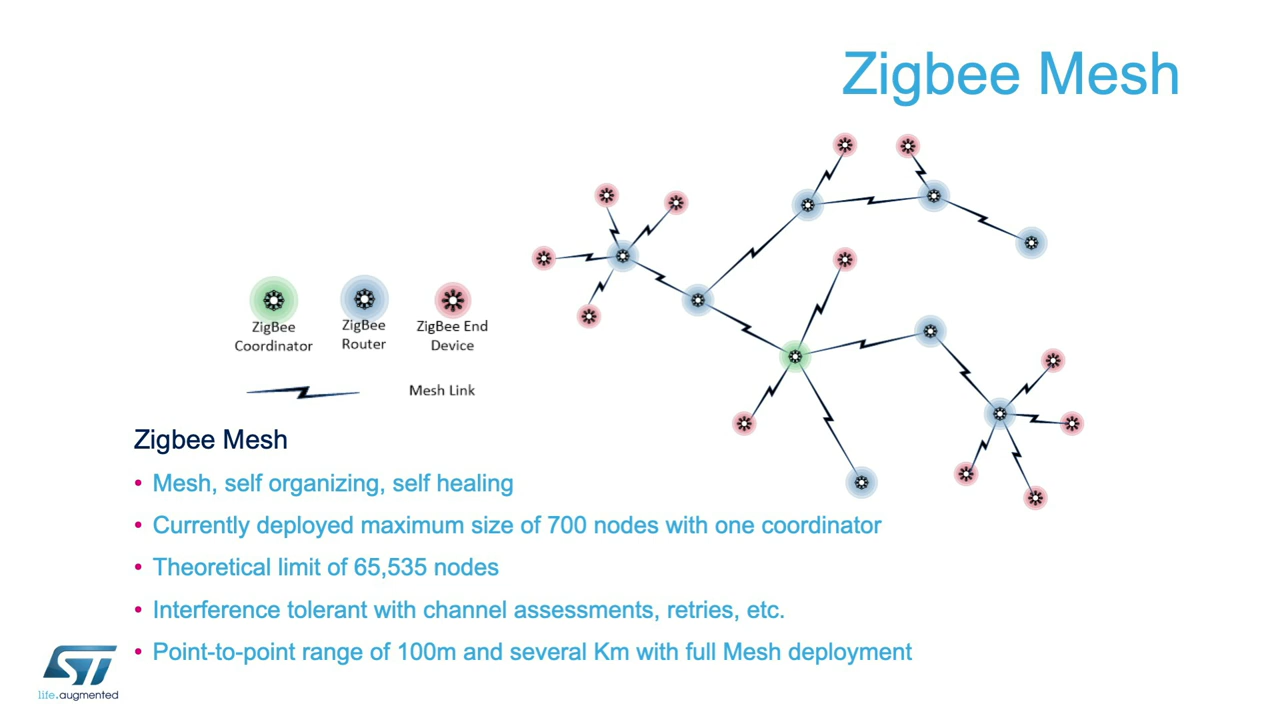 Zigbee Mesh
ZigBee
Coordinator
ZigBee
Router
ZigBee End
Device
Mesh Link
Zigbee Mesh
• Mesh, self organizing, self healing
• Currently deployed maximum size of 700 nodes with one coordinator
• Theoretical limit of 65,535 nodes
• Interference tolerant with channel assessments, retries, etc.
• Point-to-point range of 100m and several Km with full Mesh deployment
ST
life.augmented